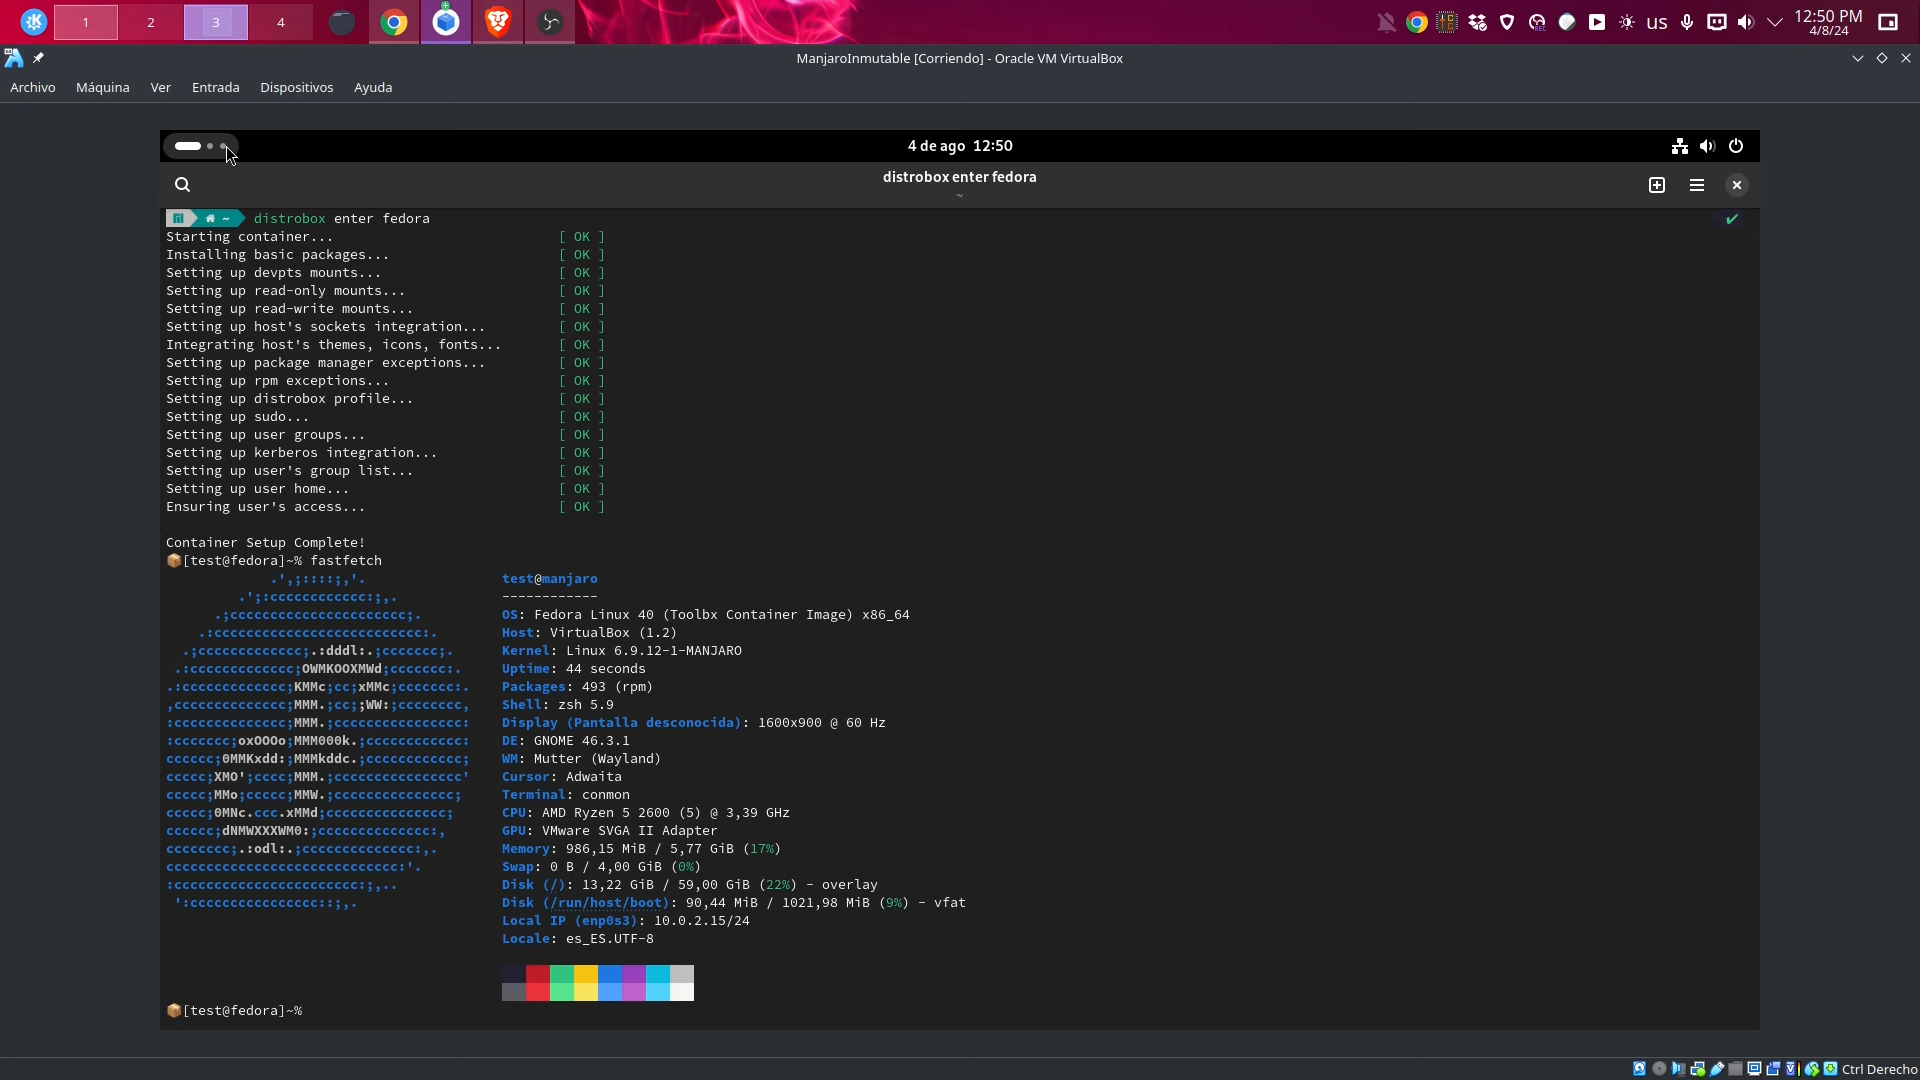 1 2 3 4 us 12:50 PM
4/8/24
ManjaroInmutable [Corriendo] - Oracle VM VirtualBox
Archivo Máquina Ver Entrada Dispositivos Ayuda
4 de ago 12:50
distrobox enter fedora
~
~ distrobox enter fedora
Starting container... [ OK ]
Installing basic packages... [ OK ]
Setting up devpts mounts... [ OK ]
Setting up read-only mounts... [ OK ]
Setting up read-write mounts... [ OK ]
Setting up host's sockets integration... [ OK ]
Integrating host's themes, icons, fonts... [ OK ]
Setting up package manager exceptions... [ OK ]
Setting up rpm exceptions... [ OK ]
Setting up distrobox profile... [ OK ]
Setting up sudo... [ OK ]
Setting up user groups... [ OK ]
Setting up kerberos integration... [ OK ]
Setting up user's group list... [ OK ]
Setting up user home... [ OK ]
Ensuring user's access... [ OK ]
Container Setup Complete!
📦[test@fedora]~% fastfetch
test@manjaro
------------
OS: Fedora Linux 40 (Toolbx Container Image) x86_64
Host: VirtualBox (1.2)
Kernel: Linux 6.9.12-1-MANJARO
Uptime: 44 seconds
Packages: 493 (rpm)
Shell: zsh 5.9
Display (Pantalla desconocida): 1600x900 @ 60 Hz
DE: GNOME 46.3.1
WM: Mutter (Wayland)
Cursor: Adwaita
Terminal: conmon
CPU: AMD Ryzen 5 2600 (5) @ 3,39 GHz
GPU: VMware SVGA II Adapter
Memory: 986,15 MiB / 5,77 GiB (17%)
Swap: 0 B / 4,00 GiB (0%)
Disk (/): 13,22 GiB / 59,00 GiB (22%) - overlay
Disk (/run/host/boot): 90,44 MiB / 1021,98 MiB (9%) - vfat
Local IP (enp0s3): 10.0.2.15/24
Locale: es_ES.UTF-8
📦[test@fedora]~%
Ctrl Derecho